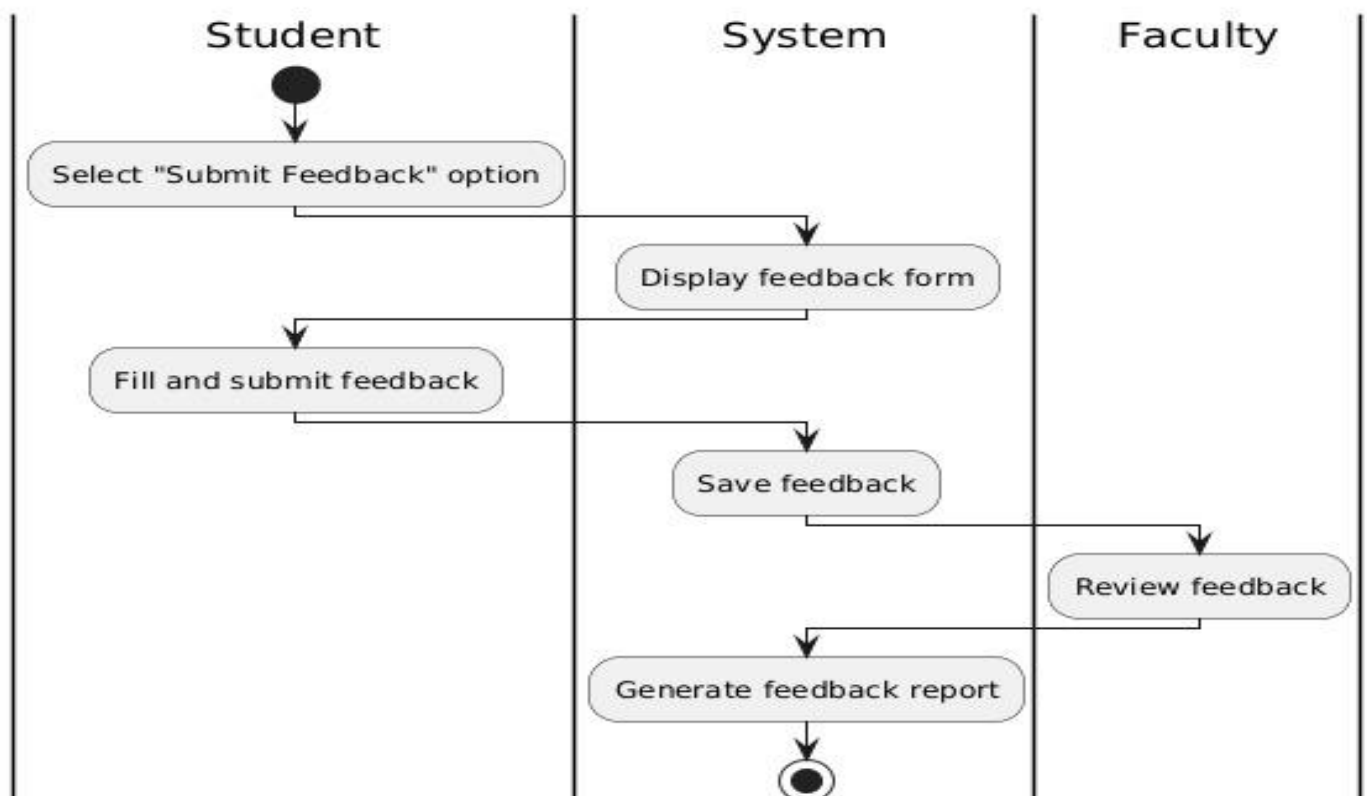 Student
System
Faculty
Select "Submit Feedback" option
Display feedback form
Fill and submit feedback
Save feedback
Review feedback
Generate feedback report